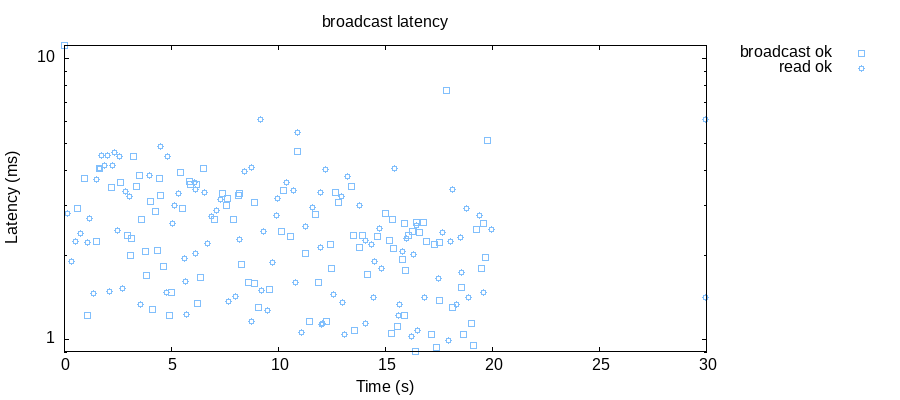 broadcast latency
broadcast ok
read ok
10
1
Latency (ms)
0 5 10 15 20 25 30
Time (s)